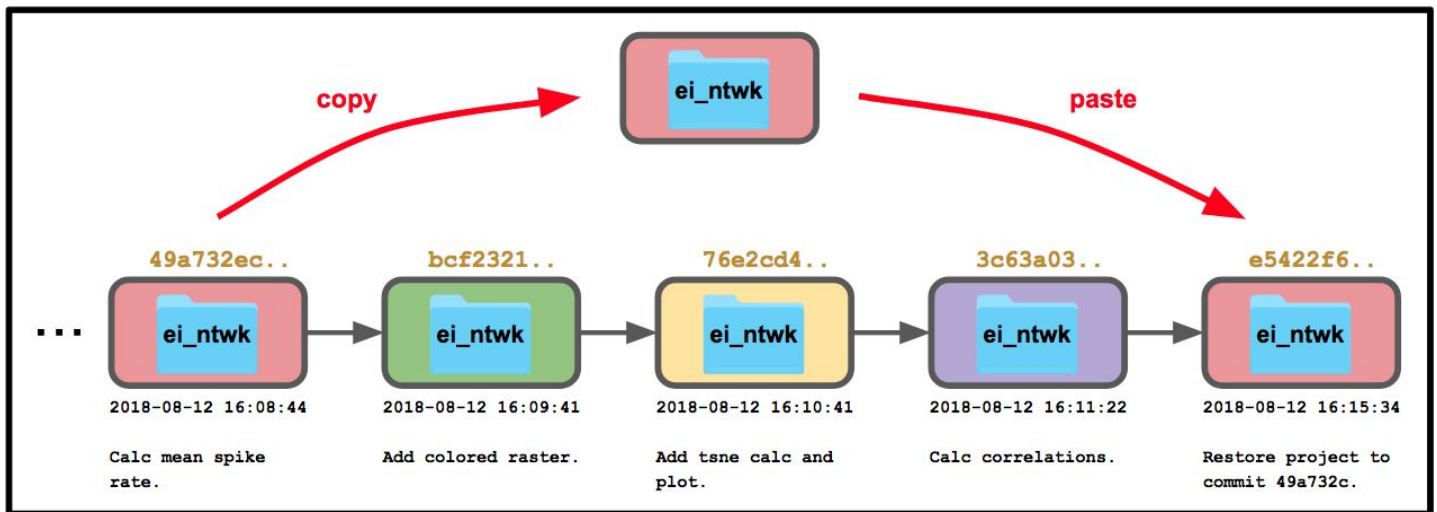 ei_ntwk
copy
paste
49a732ec..
bcf2321..
76e2cd4..
3c63a03..
e5422f6..
...
ei_ntwk
ei_ntwk
ei_ntwk
ei_ntwk
ei_ntwk
2018-08-12 16:08:44
2018-08-12 16:09:41
2018-08-12 16:10:41
2018-08-12 16:11:22
2018-08-12 16:15:34
Calc mean spike
rate.
Add colored raster.
Add tsne calc and
plot.
Calc correlations.
Restore project to
commit 49a732c.